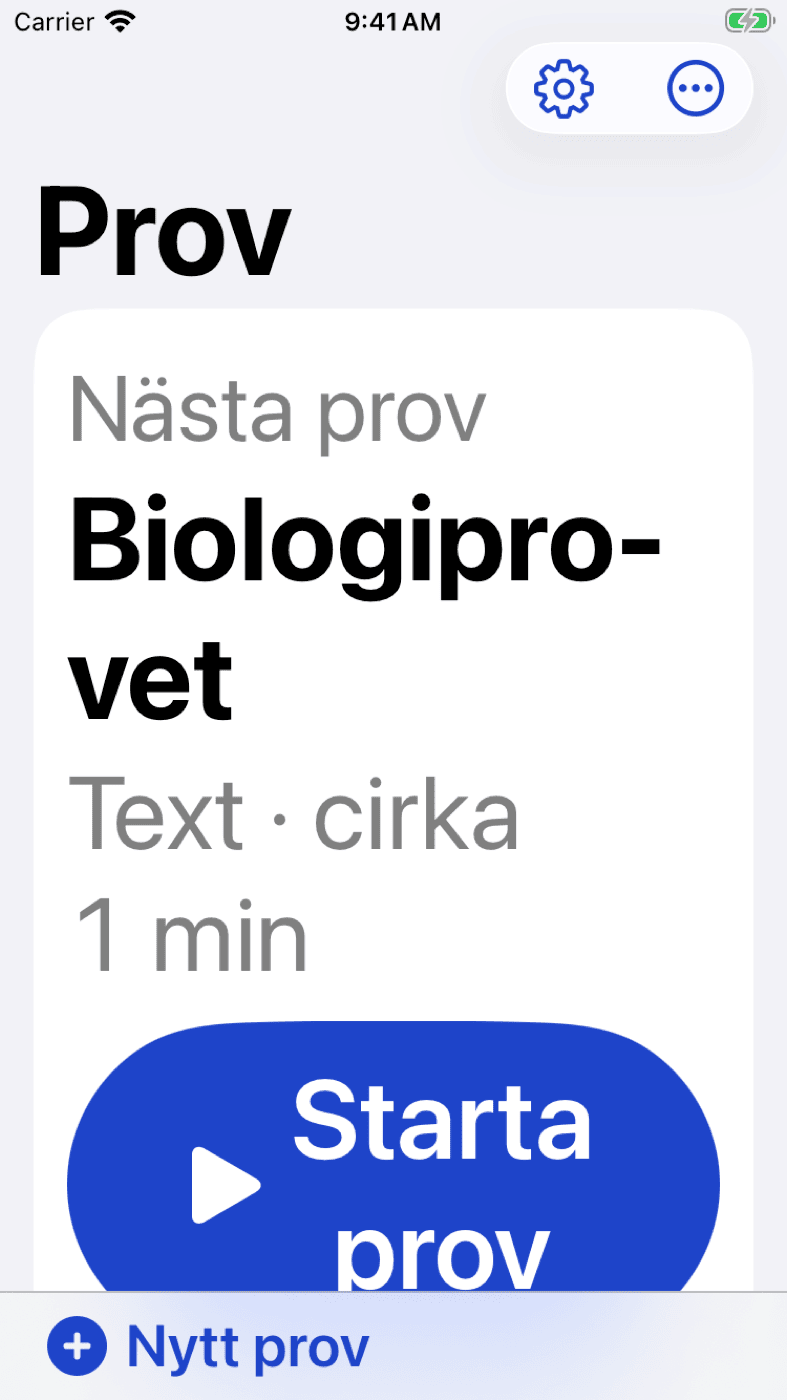 Carrier
9:41 AM
Prov
Nästa prov
Biologipro-
vet
Text · cirka
1 min
Starta
prov
Nytt prov